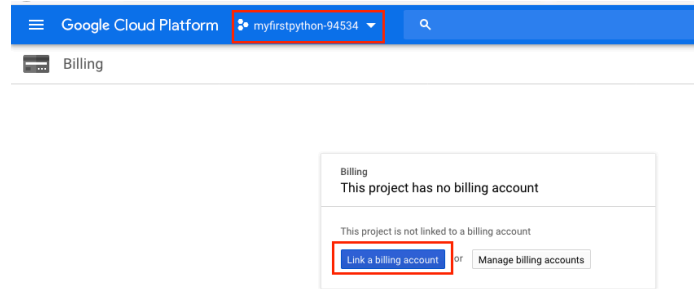 Google Cloud Platform myfirstpython-94534
Billing
Billing
This project has no billing account
This project is not linked to a billing account
Link a billing account or Manage billing accounts